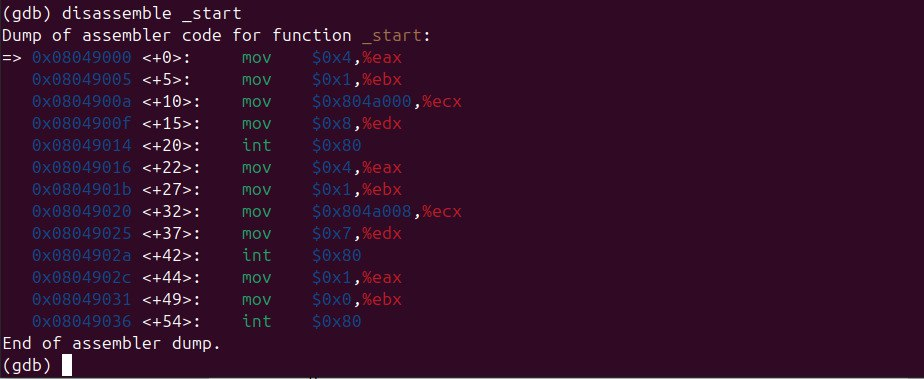 (gdb) disassemble _start
Dump of assembler code for function _start:
=> 0x08049000 <+0>:     mov    $0x4,%eax
   0x08049005 <+5>:     mov    $0x1,%ebx
   0x0804900a <+10>:    mov    $0x804a000,%ecx
   0x0804900f <+15>:    mov    $0x8,%edx
   0x08049014 <+20>:    int    $0x80
   0x08049016 <+22>:    mov    $0x4,%eax
   0x0804901b <+27>:    mov    $0x1,%ebx
   0x08049020 <+32>:    mov    $0x804a008,%ecx
   0x08049025 <+37>:    mov    $0x7,%edx
   0x0804902a <+42>:    int    $0x80
   0x0804902c <+44>:    mov    $0x1,%eax
   0x08049031 <+49>:    mov    $0x0,%ebx
   0x08049036 <+54>:    int    $0x80
End of assembler dump.
(gdb)